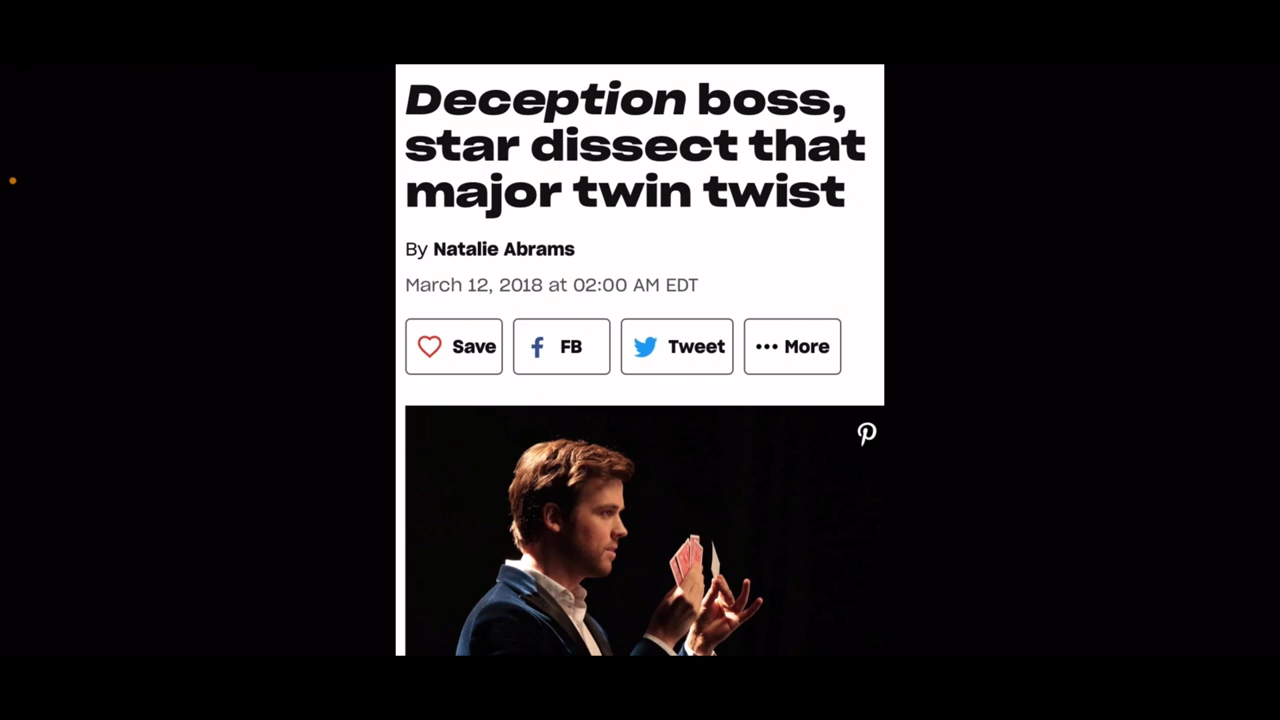 Deception boss,
star dissect that
major twin twist
By Natalie Abrams
March 12, 2018 at 02:00 AM EDT
Save FB Tweet More